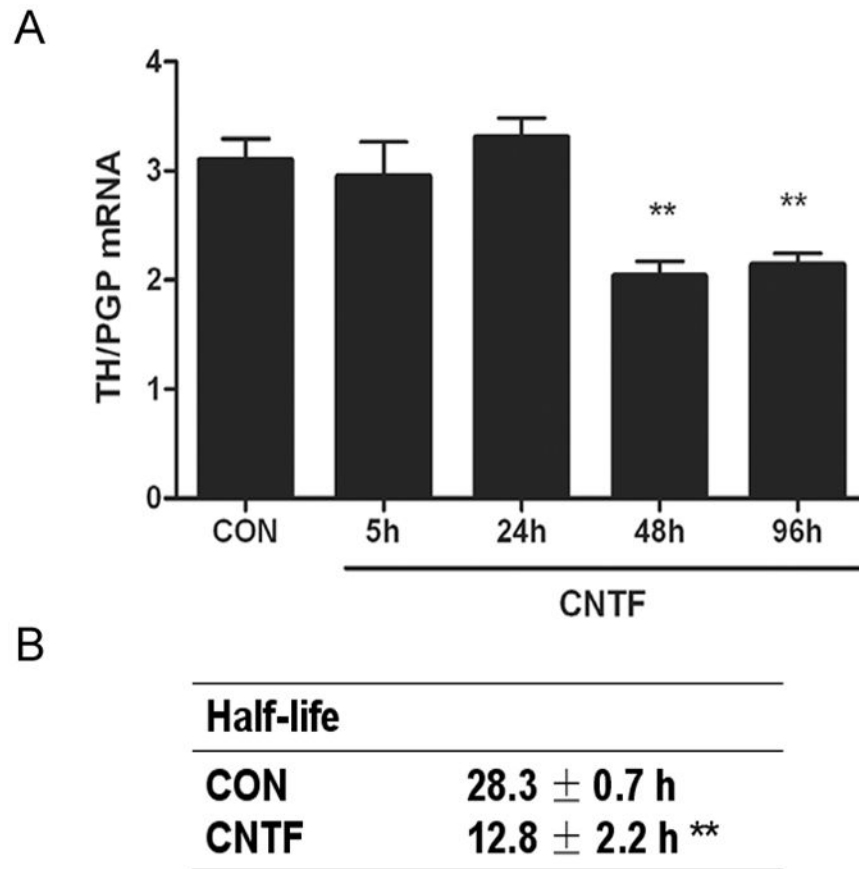 A
4
3
2
1
0
TH/PGP mRNA
** **
CON 5h 24h 48h 96h
CNTF
B
Half-life
CON 28.3 ± 0.7 h
CNTF 12.8 ± 2.2 h **